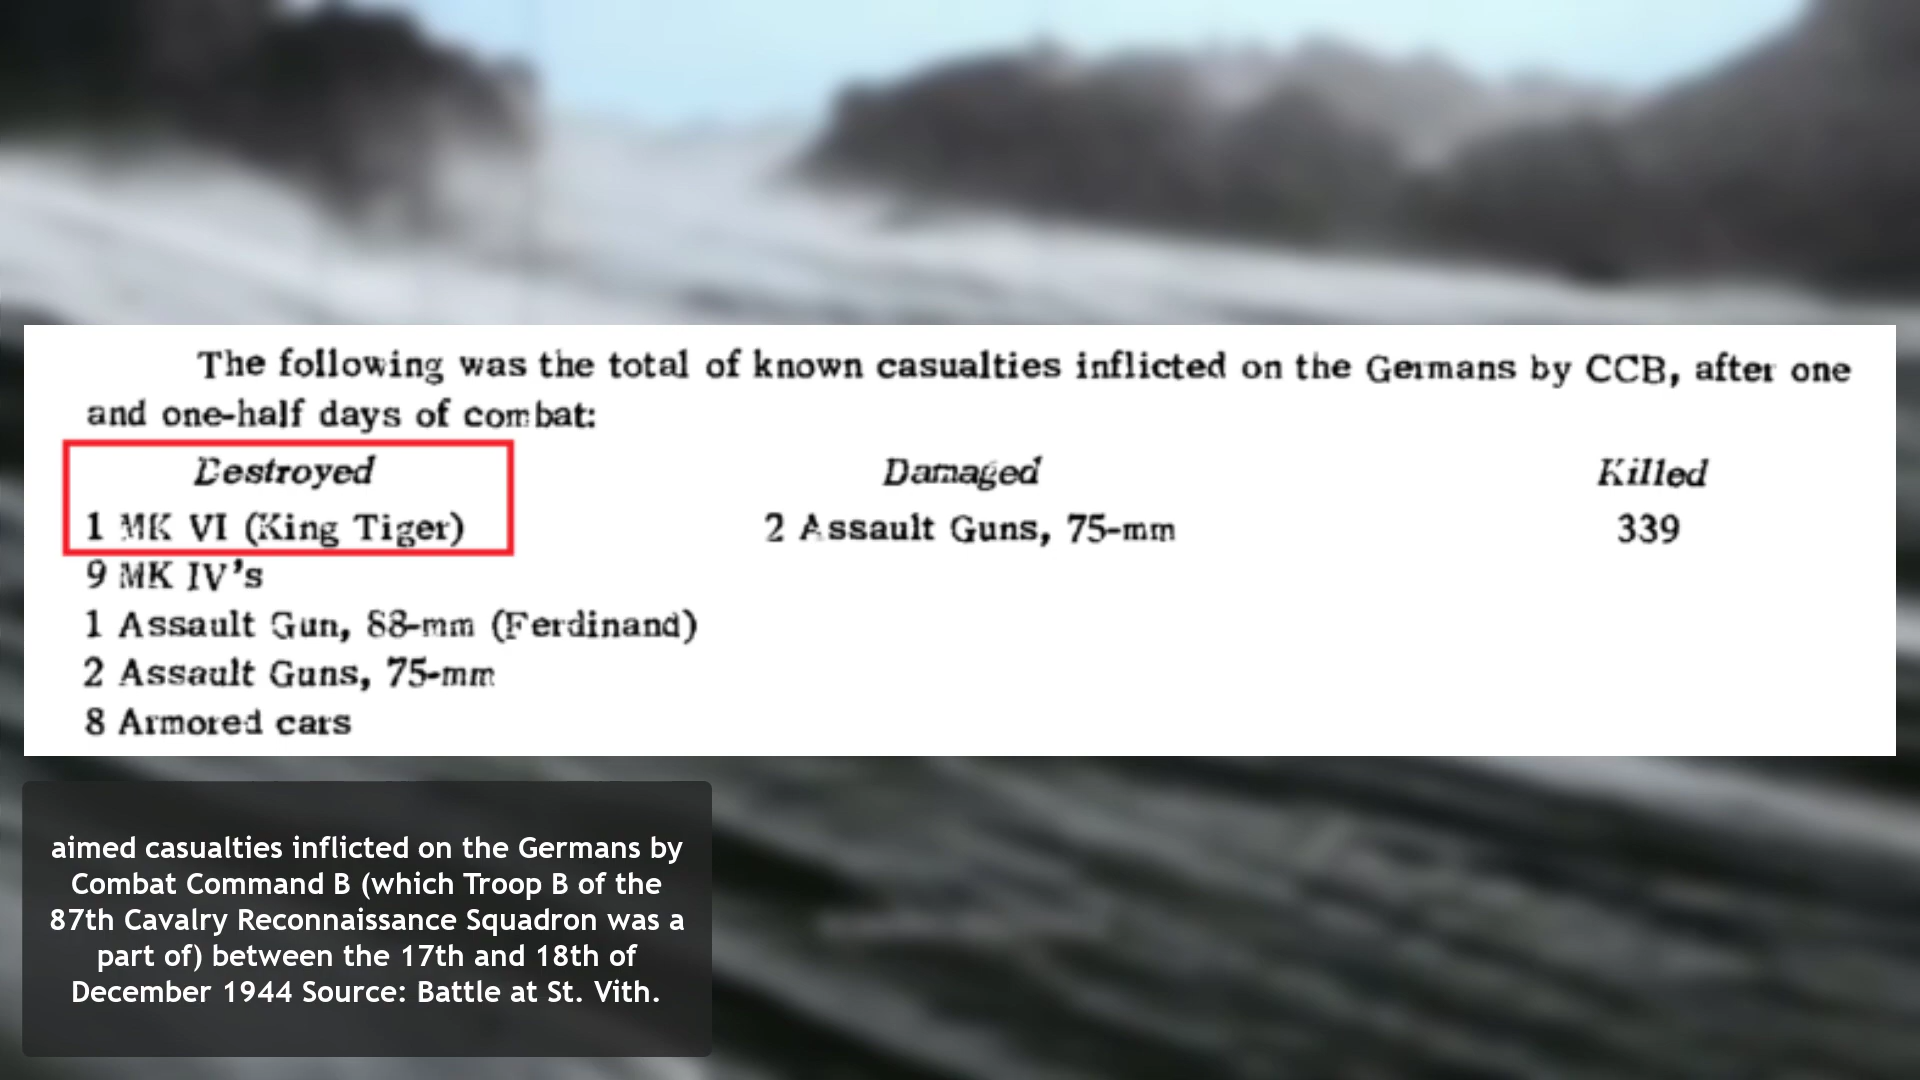 The following was the total of known casualties inflicted on the Germans by CCB, after one
and one-half days of combat:
Destroyed Damaged Killed
1 MK VI (King Tiger) 2 Assault Guns, 75-mm 339
9 MK IV's
1 Assault Gun, 88-mm (Ferdinand)
2 Assault Guns, 75-mm
8 Armored cars
aimed casualties inflicted on the Germans by
Combat Command B (which Troop B of the
87th Cavalry Reconnaissance Squadron was a
part of) between the 17th and 18th of
December 1944 Source: Battle at St. Vith.